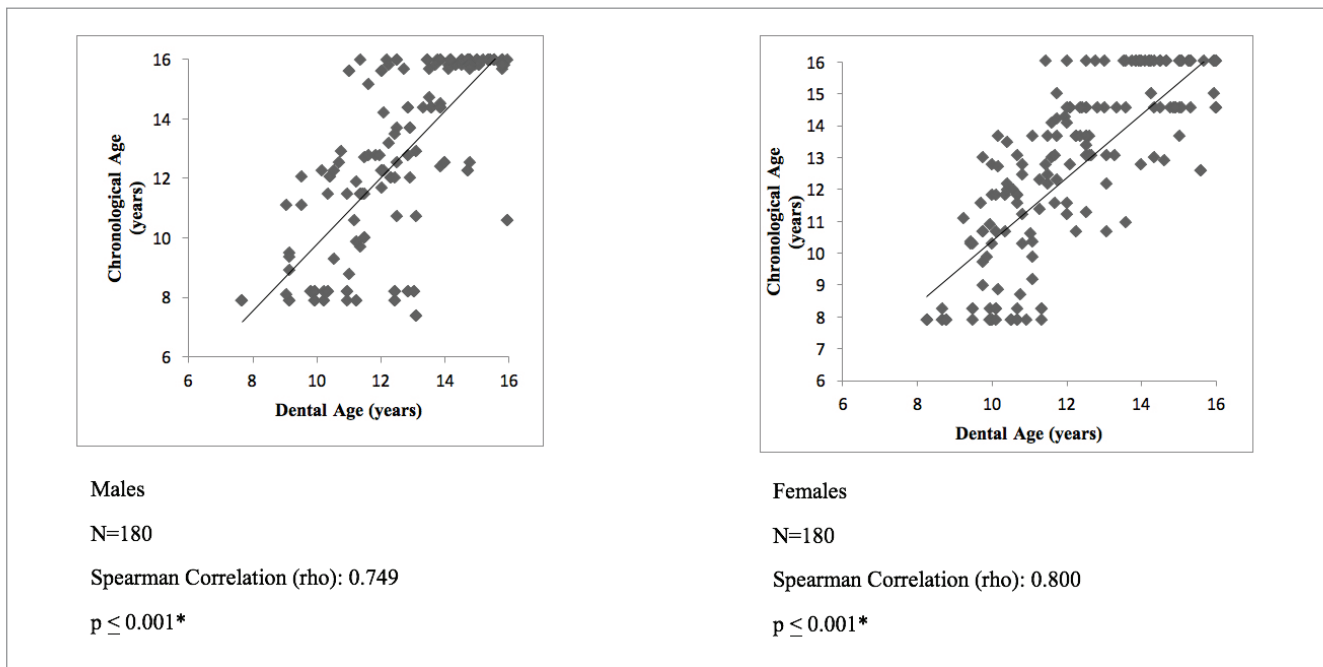 16
14
12
10
8
6
Chronological Age
(years)
6 8 10 12 14 16
Dental Age (years)
Males
N=180
Spearman Correlation (rho): 0.749
p ≤ 0.001*
16
15
14
13
12
11
10
9
8
7
6
Chronological Age
(years)
6 8 10 12 14 16
Dental Age (years)
Females
N=180
Spearman Correlation (rho): 0.800
p ≤ 0.001*